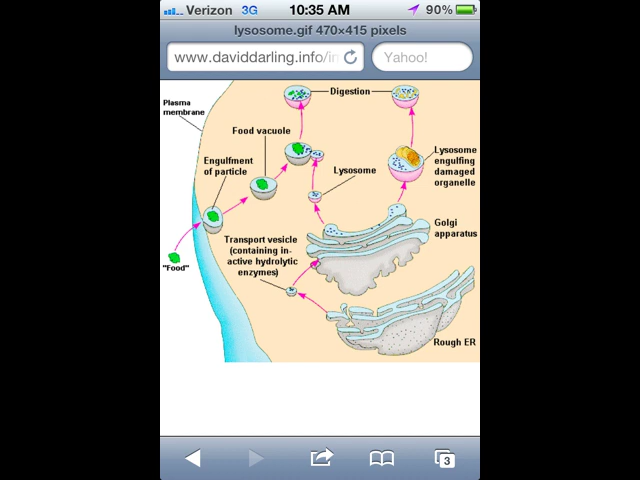 Verizon 3G 10:35 AM 90%
lysosome.gif 470×415 pixels
www.daviddarling.info/in Yahoo!
Plasma
membrane
Digestion
Food vacuole
Engulfment
of particle
Lysosome
Lysosome
engulfing
damaged
organelle
Transport vesicle
(containing in-
active hydrolytic
enzymes)
Golgi
apparatus
"Food"
Rough ER
3